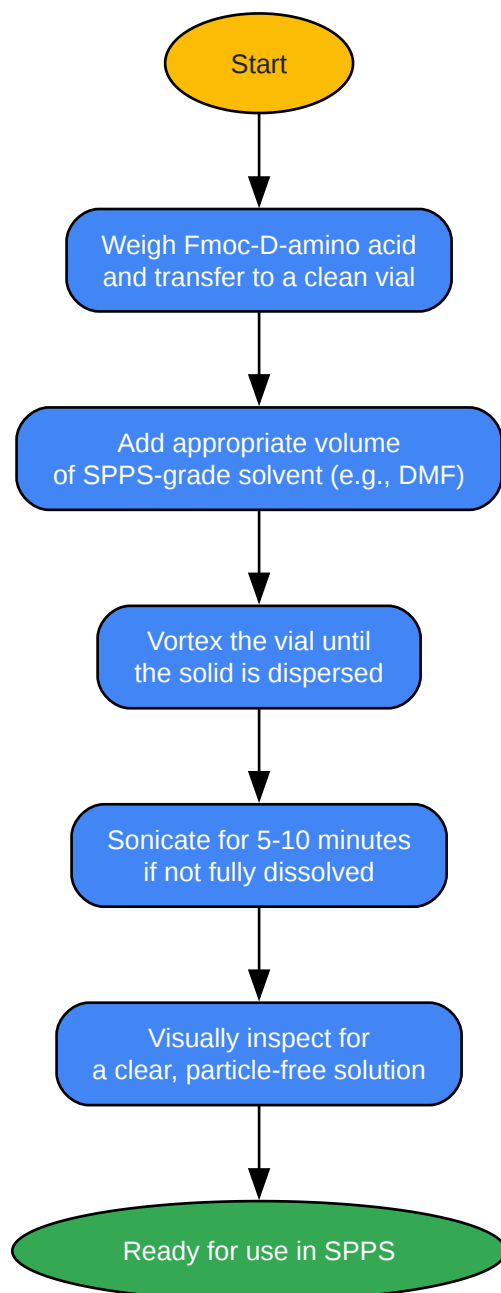 Start
Weigh Fmoc-D-amino acid
and transfer to a clean vial
Add appropriate volume
of SPPS-grade solvent (e.g., DMF)
Vortex the vial until
the solid is dispersed
Sonicate for 5-10 minutes
if not fully dissolved
Visually inspect for
a clear, particle-free solution
Ready for use in SPPS